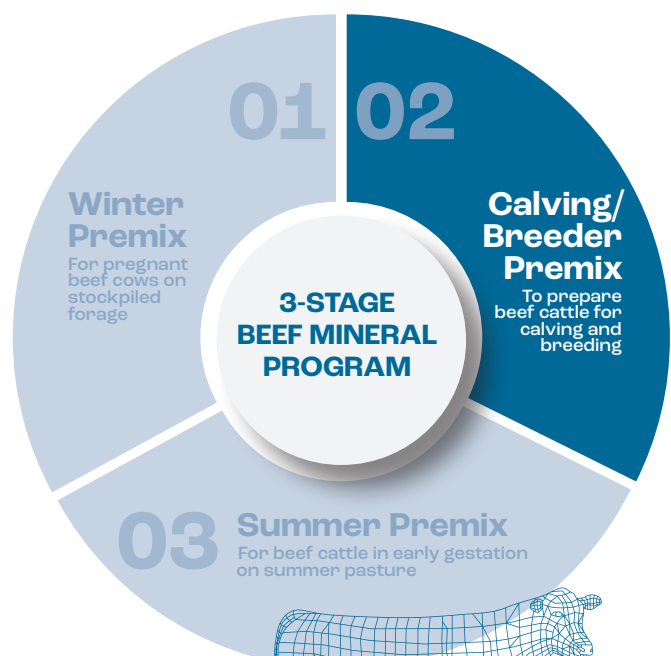 01
Winter
Premix
For pregnant
beef cows on
stockpiled
forage
02
Calving/
Breeder
Premix
To prepare
beef cattle for
calving and
breeding
3-STAGE
BEEF MINERAL
PROGRAM
03
Summer Premix
For beef cattle in early gestation
on summer pasture